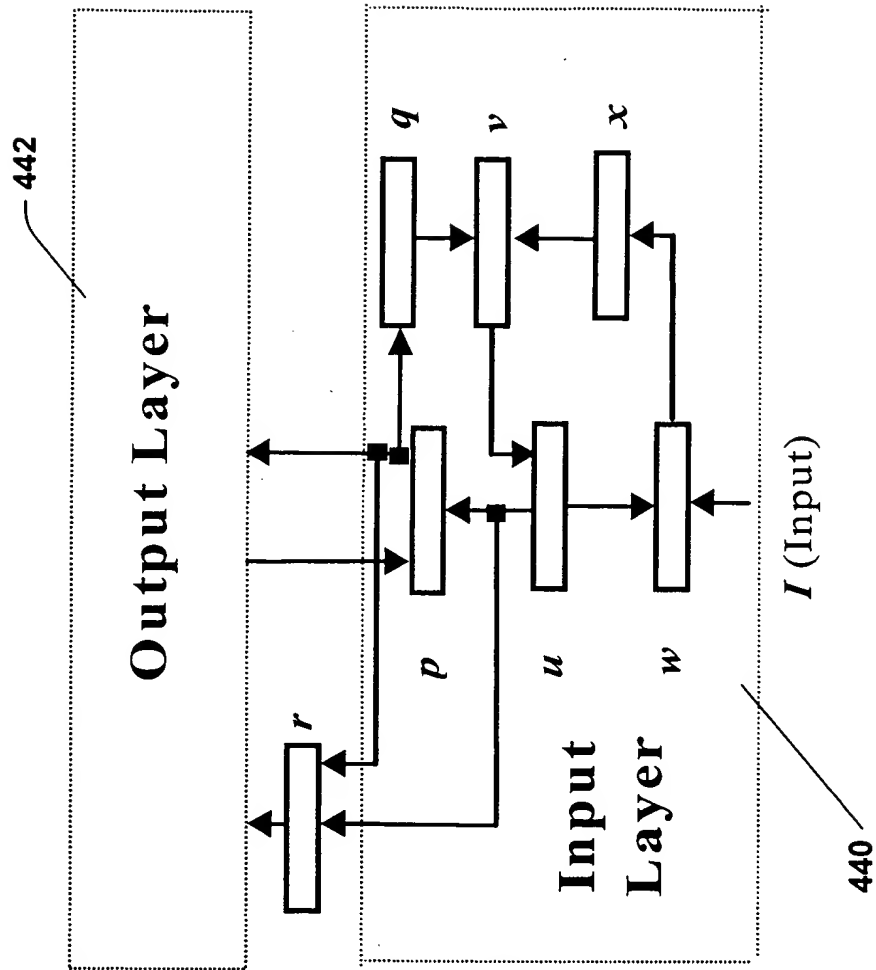 442
Output Layer
r
q
p
v
u
x
w
Input
Layer
I (Input)
440